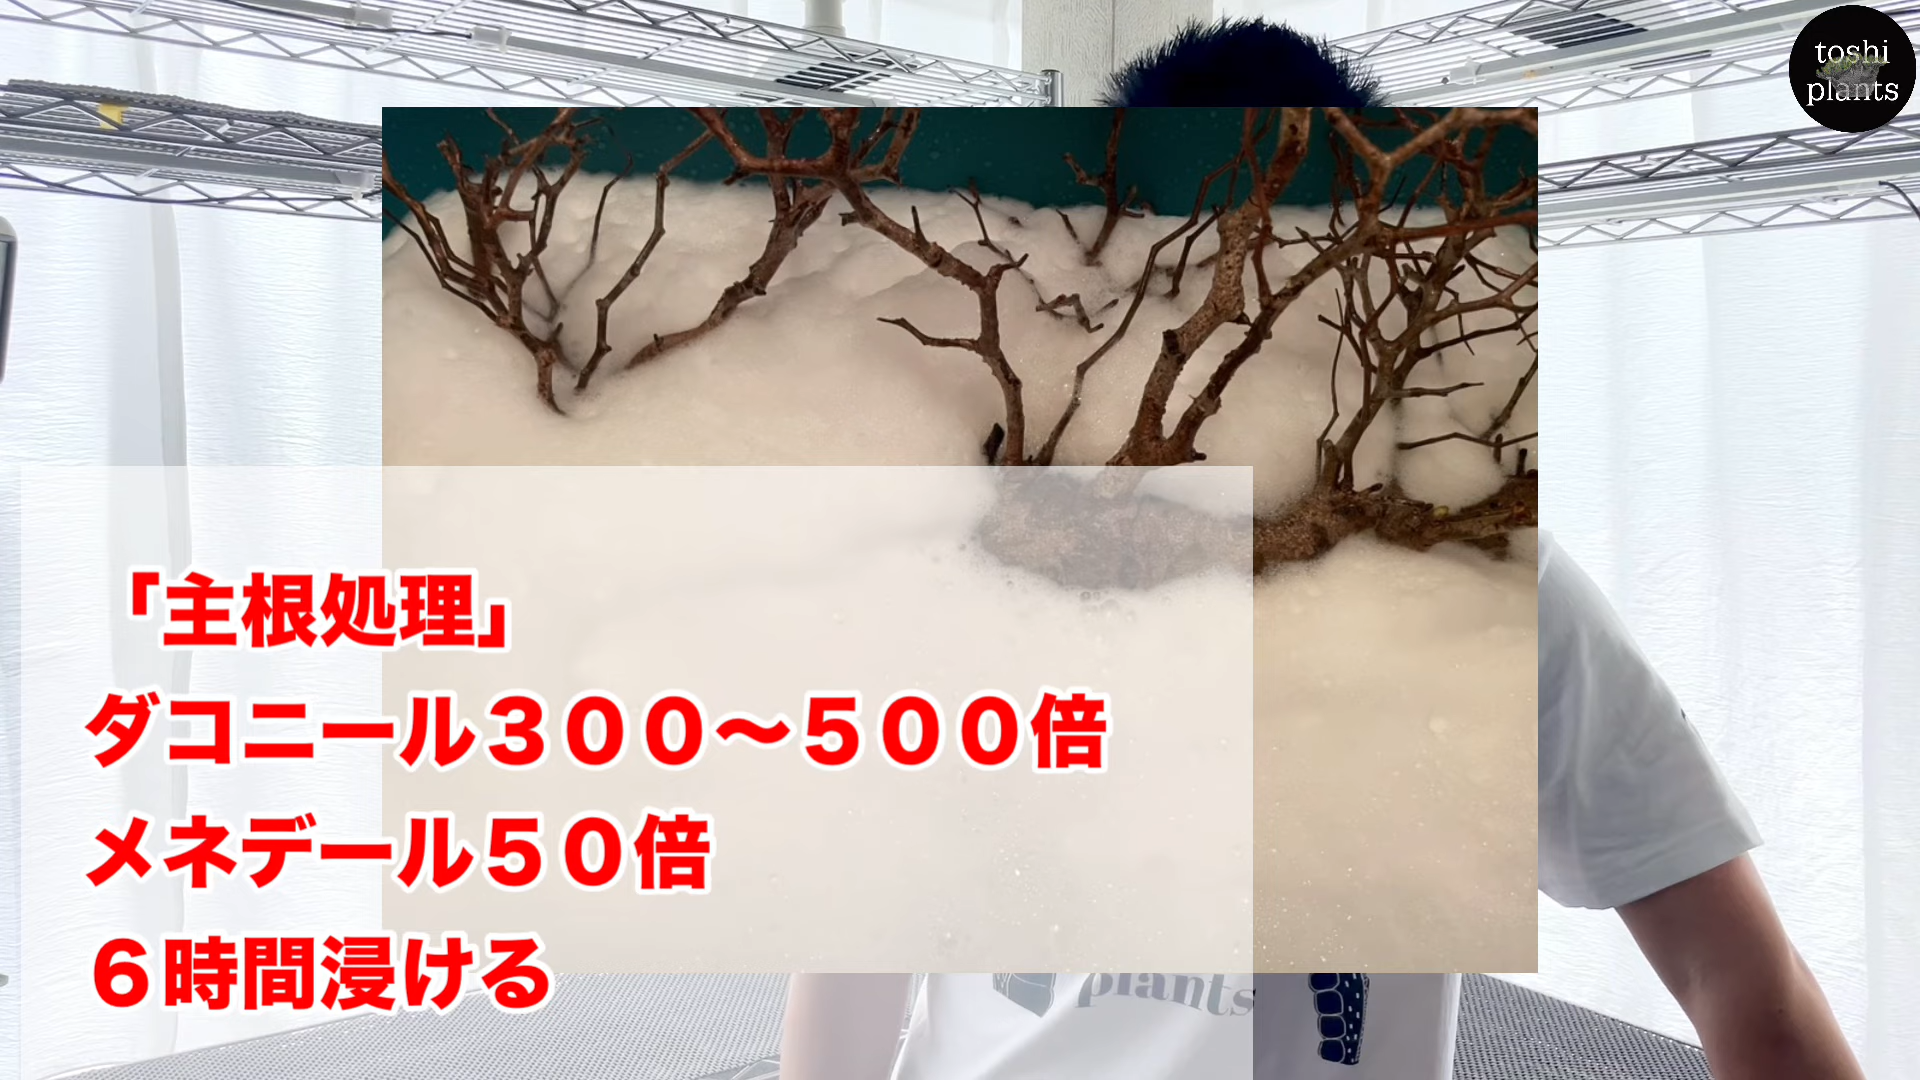 toshi
plants
「主根処理」
ダコニール３００〜５００倍
メネデール５０倍
６時間浸ける
plants